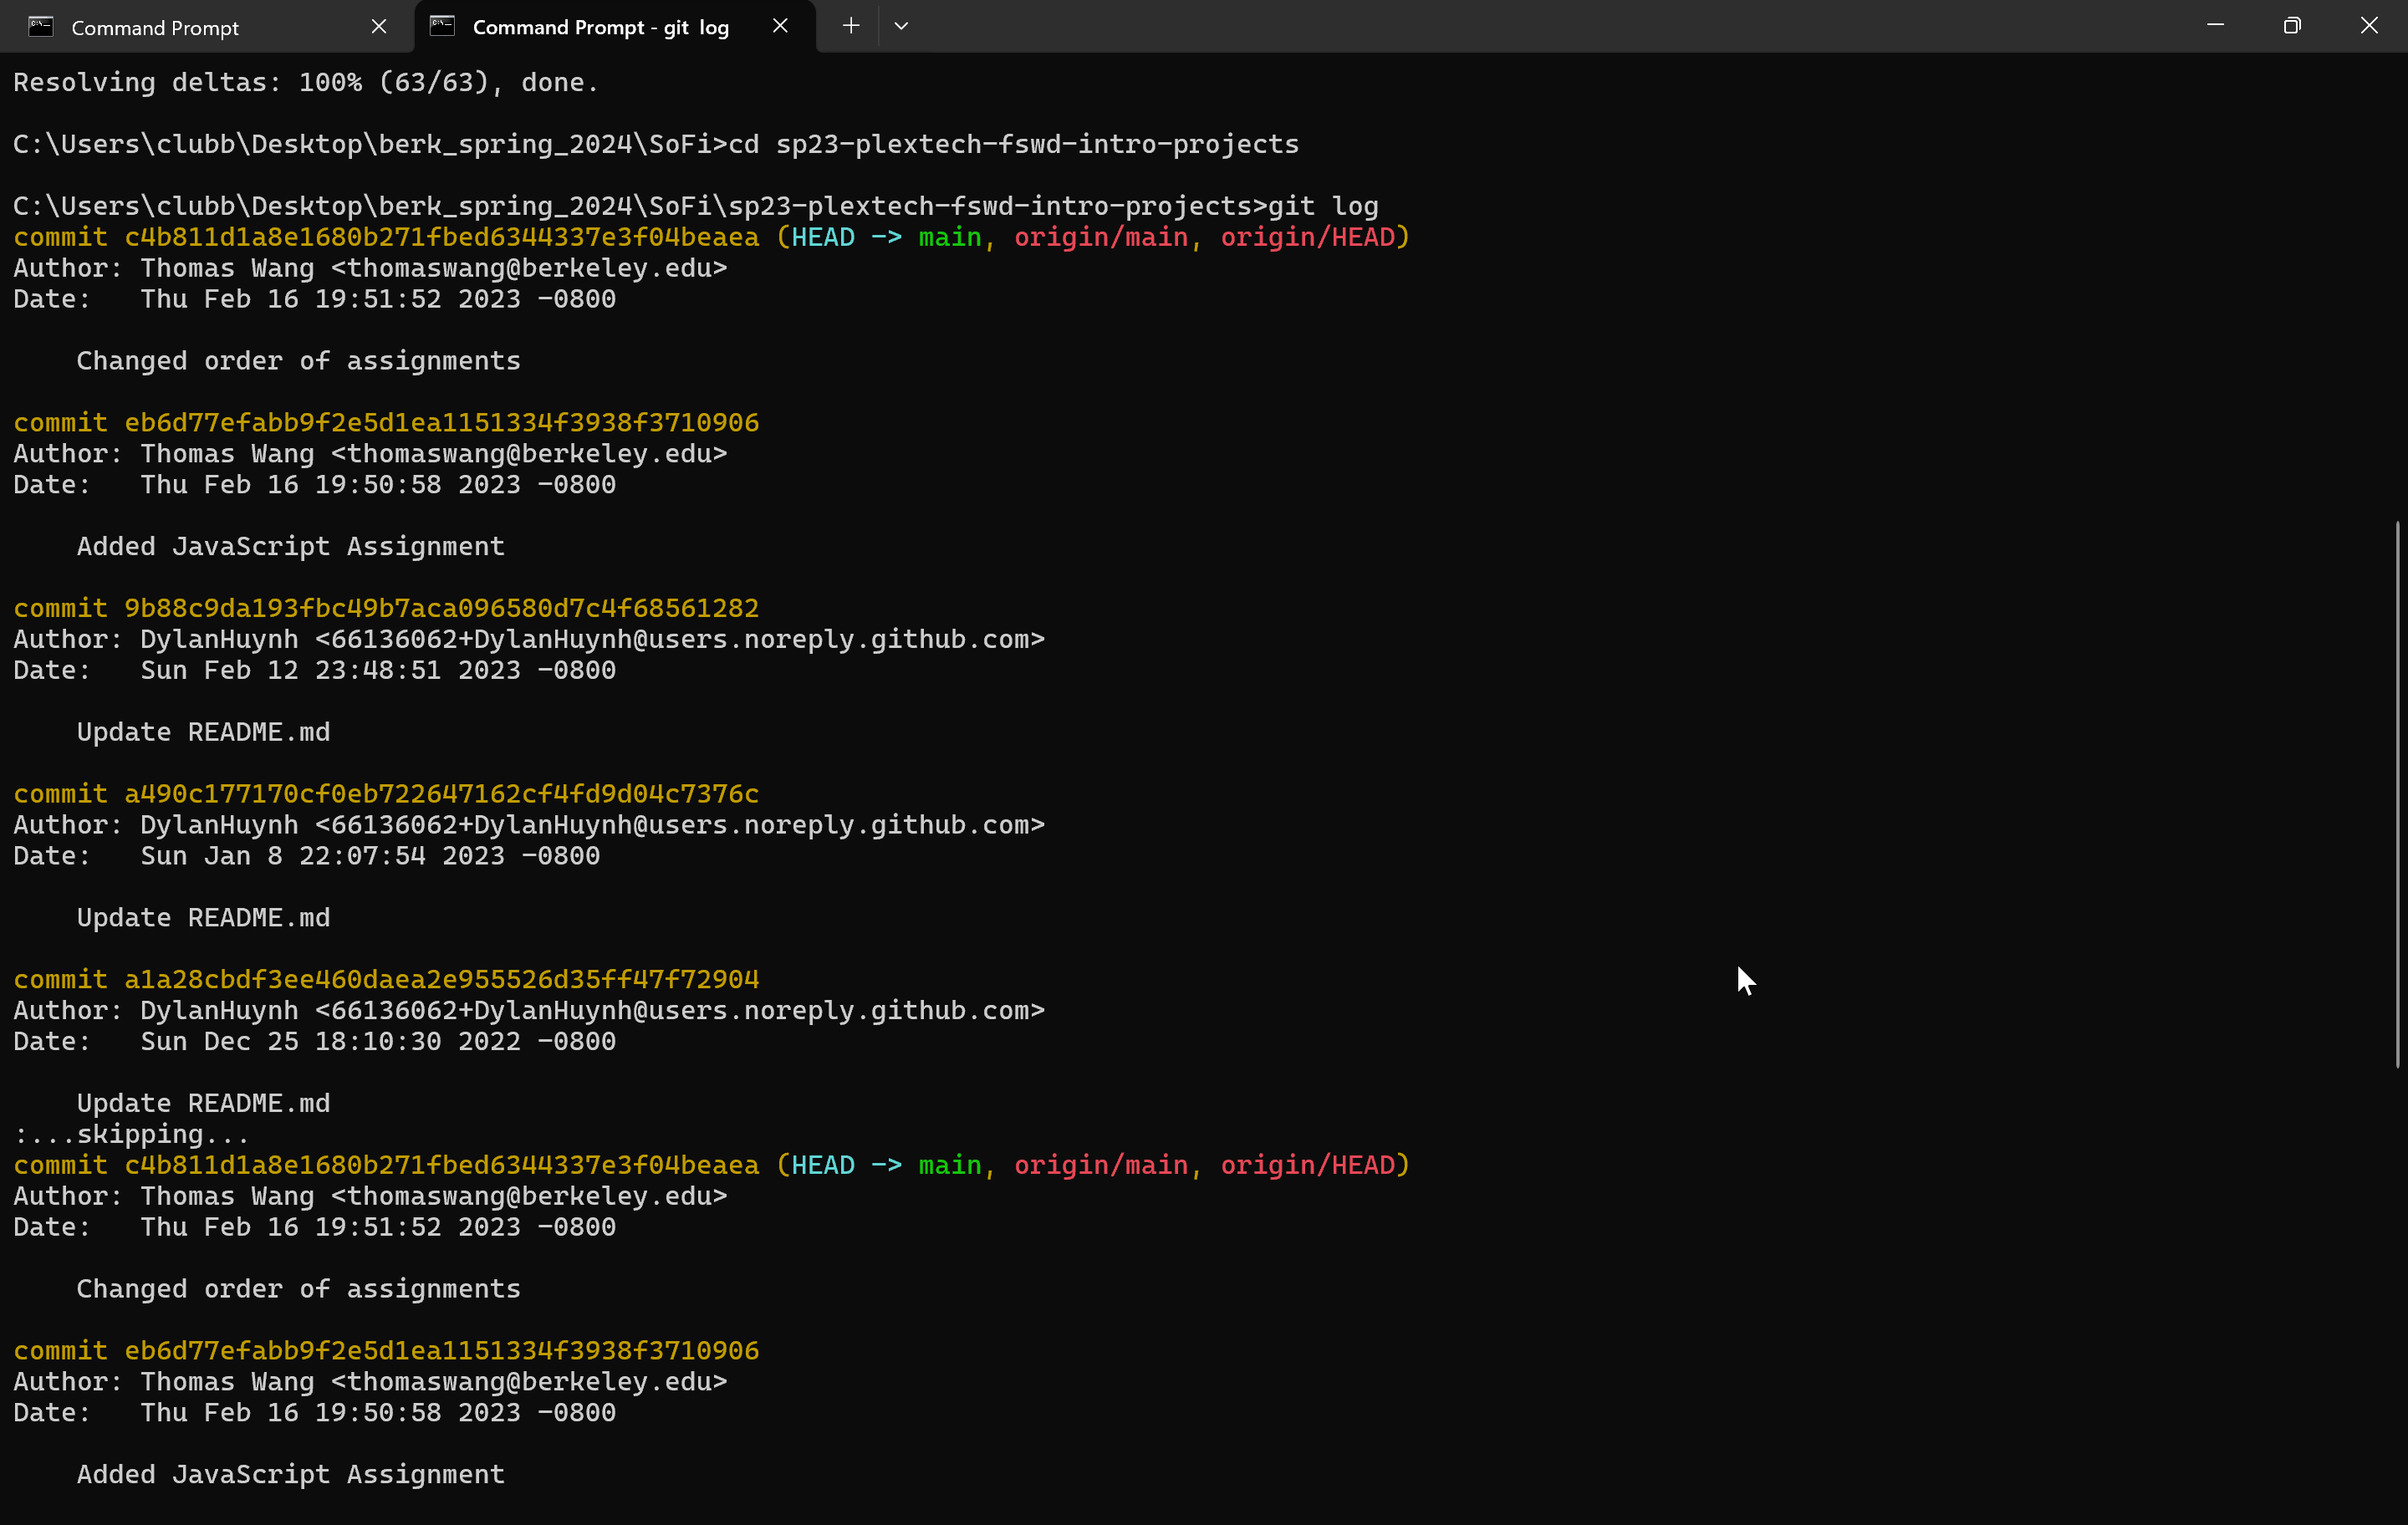 Command Prompt
Command Prompt - git  log
Resolving deltas: 100% (63/63), done.
C:\Users\clubb\Desktop\berk_spring_2024\SoFi>cd sp23-plextech-fswd-intro-projects
C:\Users\clubb\Desktop\berk_spring_2024\SoFi\sp23-plextech-fswd-intro-projects>git log
commit c4b811d1a8e1680b271fbed6344337e3f04beaea (HEAD -> main, origin/main, origin/HEAD)
Author: Thomas Wang <thomaswang@berkeley.edu>
Date:   Thu Feb 16 19:51:52 2023 -0800
Changed order of assignments
commit eb6d77efabb9f2e5d1ea1151334f3938f3710906
Author: Thomas Wang <thomaswang@berkeley.edu>
Date:   Thu Feb 16 19:50:58 2023 -0800
Added JavaScript Assignment
commit 9b88c9da193fbc49b7aca096580d7c4f68561282
Author: DylanHuynh <66136062+DylanHuynh@users.noreply.github.com>
Date:   Sun Feb 12 23:48:51 2023 -0800
Update README.md
commit a490c177170cf0eb722647162cf4fd9d04c7376c
Author: DylanHuynh <66136062+DylanHuynh@users.noreply.github.com>
Date:   Sun Jan 8 22:07:54 2023 -0800
Update README.md
commit a1a28cbdf3ee460daea2e955526d35ff47f72904
Author: DylanHuynh <66136062+DylanHuynh@users.noreply.github.com>
Date:   Sun Dec 25 18:10:30 2022 -0800
Update README.md
:...skipping...
commit c4b811d1a8e1680b271fbed6344337e3f04beaea (HEAD -> main, origin/main, origin/HEAD)
Author: Thomas Wang <thomaswang@berkeley.edu>
Date:   Thu Feb 16 19:51:52 2023 -0800
Changed order of assignments
commit eb6d77efabb9f2e5d1ea1151334f3938f3710906
Author: Thomas Wang <thomaswang@berkeley.edu>
Date:   Thu Feb 16 19:50:58 2023 -0800
Added JavaScript Assignment